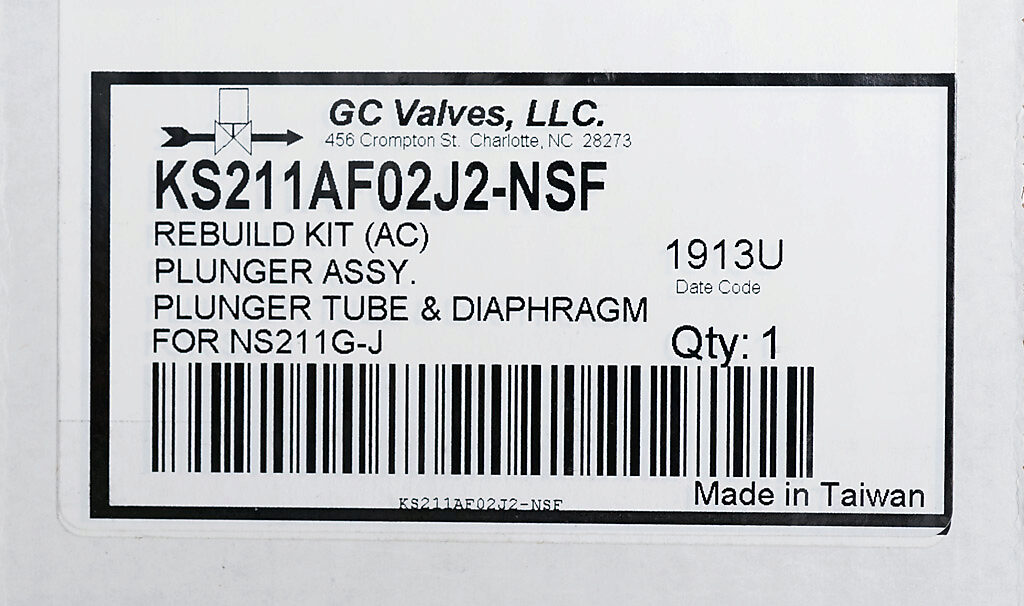 GC Valves, LLC.
456 Crompton St. Charlotte, NC 28273
KS211AF02J2-NSF
REBUILD KIT (AC)
PLUNGER ASSY.
PLUNGER TUBE & DIAPHRAGM
FOR NS211G-J
1913U
Date Code
Qty: 1
KS211AF02J2-NSF
Made in Taiwan